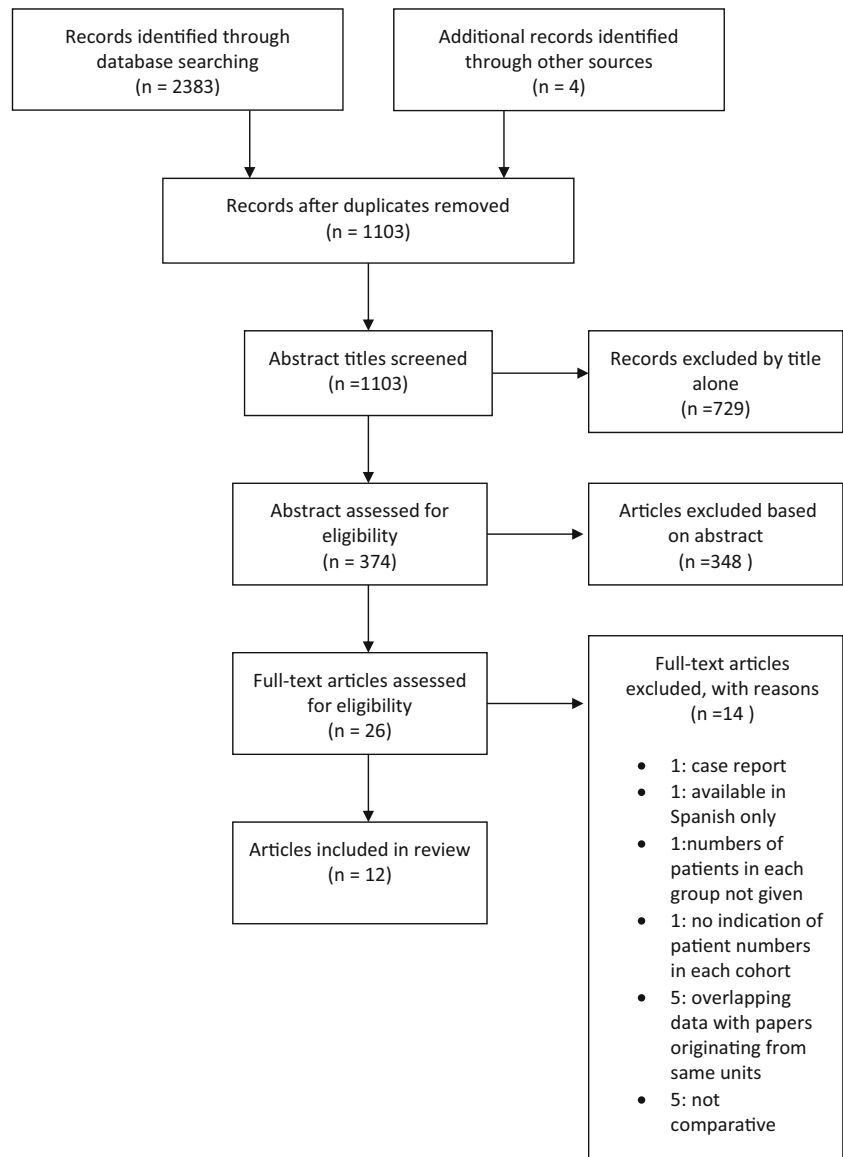 Records identified through
database searching
(n = 2383)
Additional records identified
through other sources
(n = 4)
Records after duplicates removed
(n = 1103)
Abstract titles screened
(n =1103)
Records excluded by title
alone
(n =729)
Abstract assessed for
eligibility
(n = 374)
Articles excluded based
on abstract
(n =348 )
Full-text articles assessed
for eligibility
(n = 26)
Full-text articles
excluded, with reasons
(n =14 )
• 1: case report
• 1: available in
Spanish only
• 1:numbers of
patients in each
group not given
• 1: no indication of
patient numbers
in each cohort
• 5: overlapping
data with papers
originating from
same units
• 5: not
comparative
Articles included in review
(n = 12)